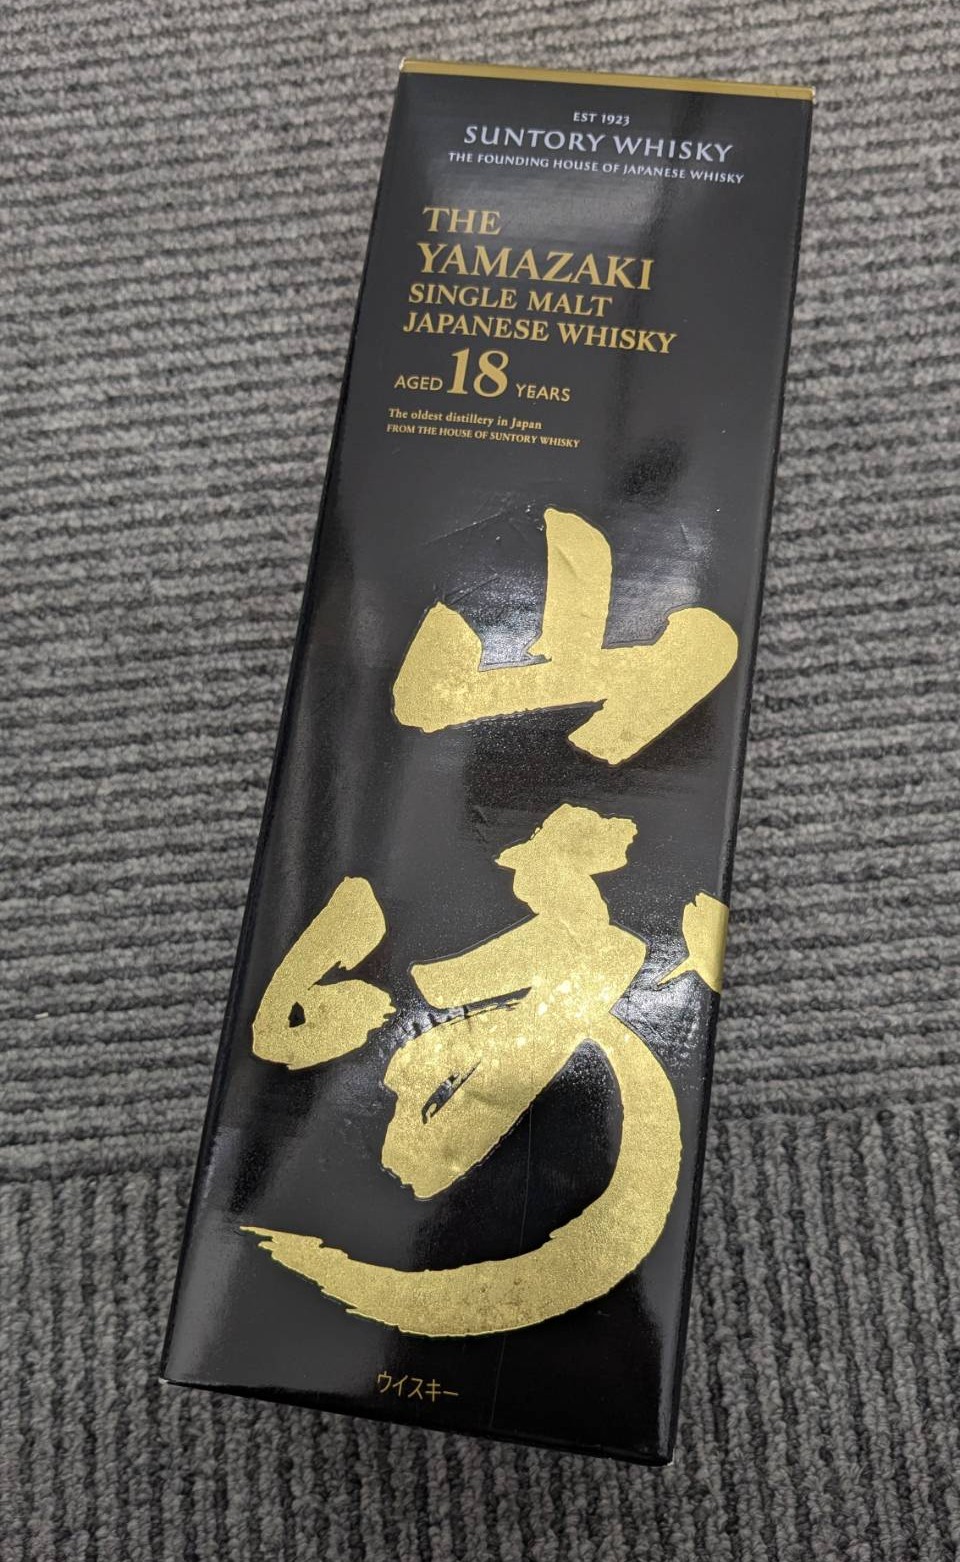 EST 1923
SUNTORY WHISKY
THE FOUNDING HOUSE OF JAPANESE WHISKY
THE
YAMAZAKI
SINGLE MALT
JAPANESE WHISKY
AGED 18 YEARS
The oldest distillery in Japan
FROM THE HOUSE OF SUNTORY WHISKY
山
崎
ウイスキー